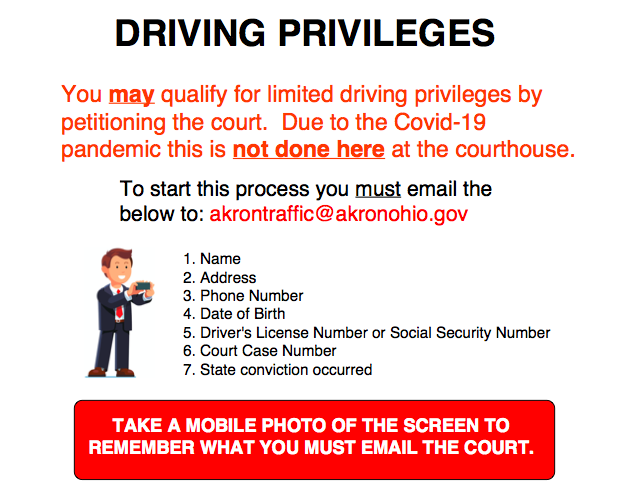 DRIVING PRIVILEGES
You may qualify for limited driving privileges by
petitioning the court.  Due to the Covid-19
pandemic this is not done here at the courthouse.
To start this process you must email the
below to: akrontraffic@akronohio.gov
1. Name
2. Address
3. Phone Number
4. Date of Birth
5. Driver's License Number or Social Security Number
6. Court Case Number
7. State conviction occurred
TAKE A MOBILE PHOTO OF THE SCREEN TO
REMEMBER WHAT YOU MUST EMAIL THE COURT.